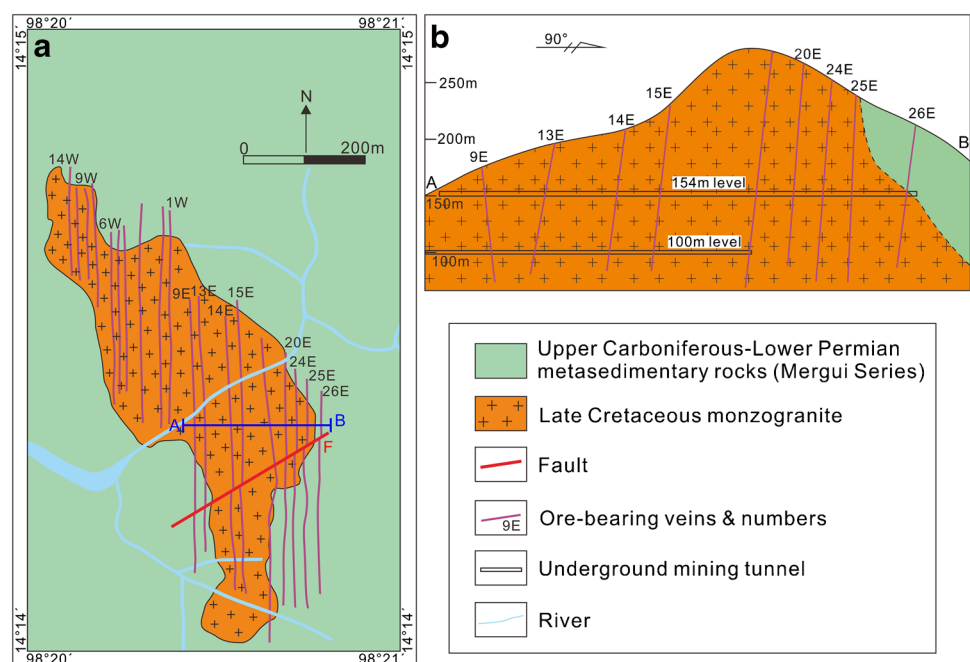 98°20´
98°21´
14°15´
14°15´
a
N
0
200m
14W
9W
6W
1W
9E
13E
14E
15E
20E
24E
25E
26E
A
B
F
14°14´
14°14´
98°20´
98°21´
b
90°
250m
200m
150m
100m
A
B
9E
13E
14E
15E
20E
24E
25E
26E
154m level
100m level
Upper Carboniferous-Lower Permian
metasedimentary rocks (Mergui Series)
Late Cretaceous monzogranite
Fault
9E
Ore-bearing veins & numbers
Underground mining tunnel
River